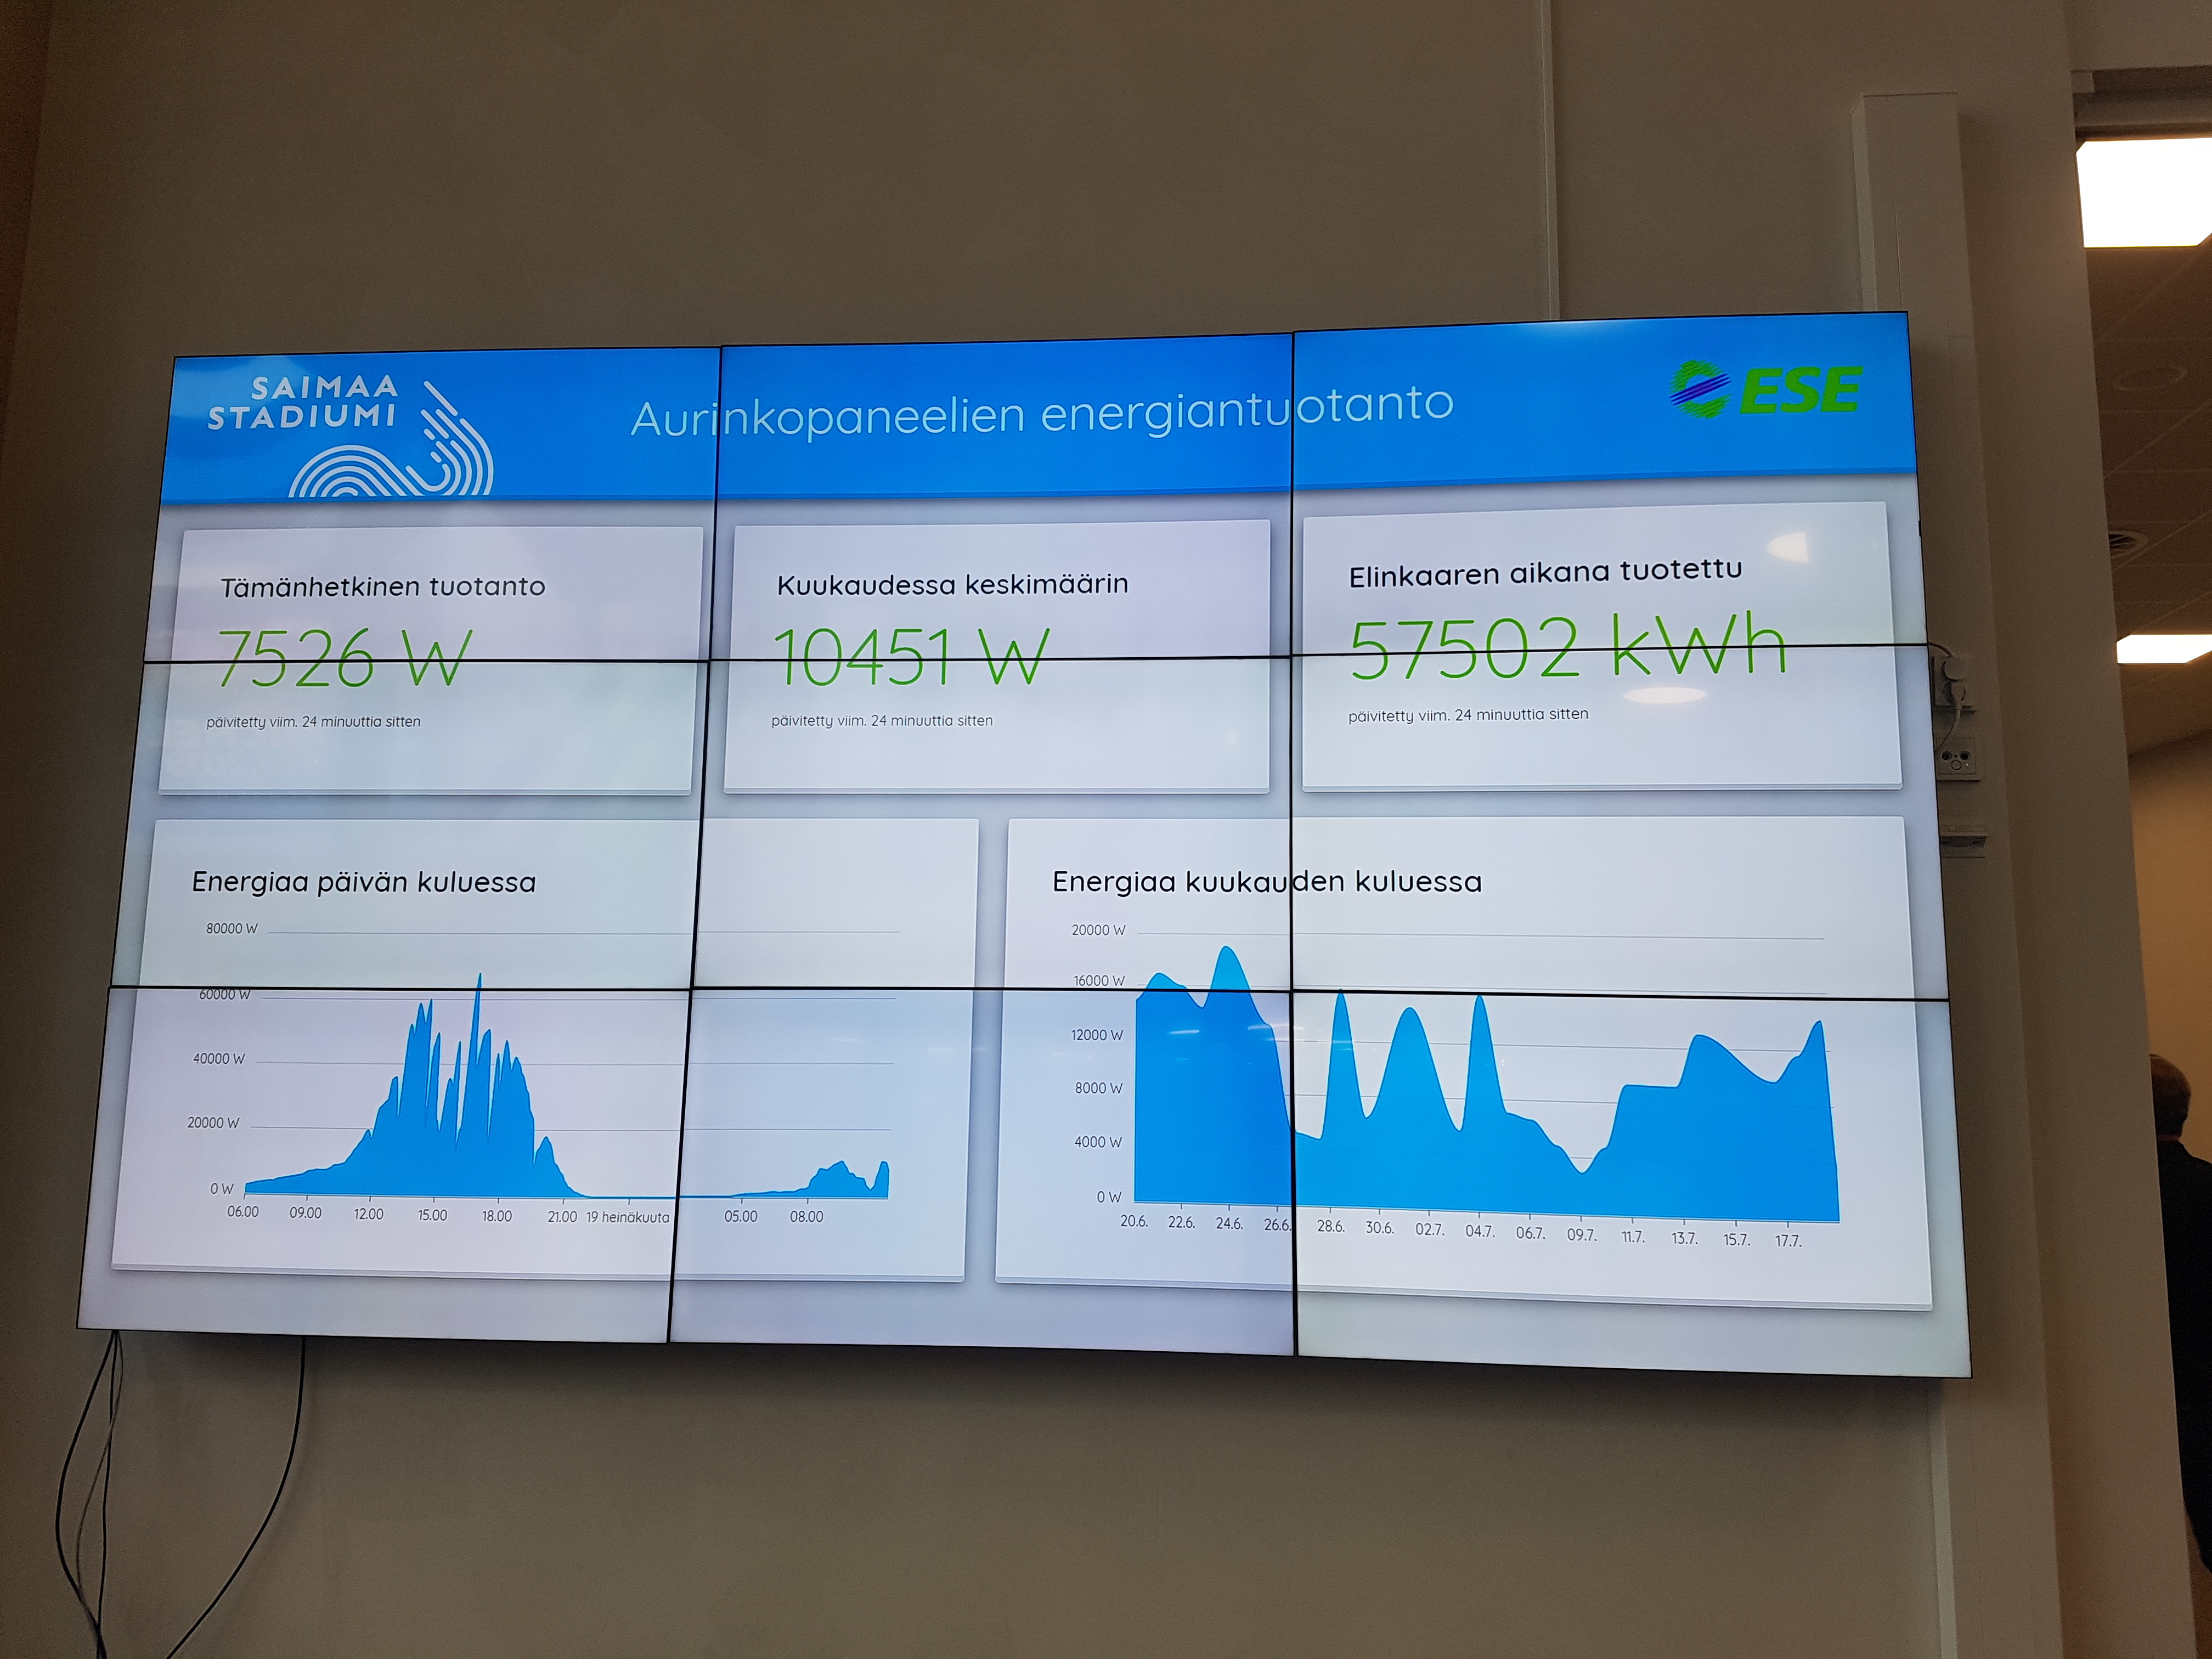 SAIMAA
STADIUMI
Aurinkopaneelien energiantuotanto
ESE
Tämänhetkinen tuotanto
7526 W
päivitetty viim. 24 minuuttia sitten
Kuukaudessa keskimäärin
10451 W
päivitetty viim. 24 minuuttia sitten
Elinkaaren aikana tuotettu
57502 kWh
päivitetty viim. 24 minuuttia sitten
Energiaa päivän kuluessa
80000 W
60000 W
40000 W
20000 W
0 W
06.00 09.00 12.00 15.00 18.00 21.00 19 heinäkuuta 05.00 08.00
Energiaa kuukauden kuluessa
20000 W
16000 W
12000 W
8000 W
4000 W
0 W
20.6. 22.6. 24.6. 26.6. 28.6. 30.6. 02.7. 04.7. 06.7. 09.7. 11.7. 13.7. 15.7. 17.7.